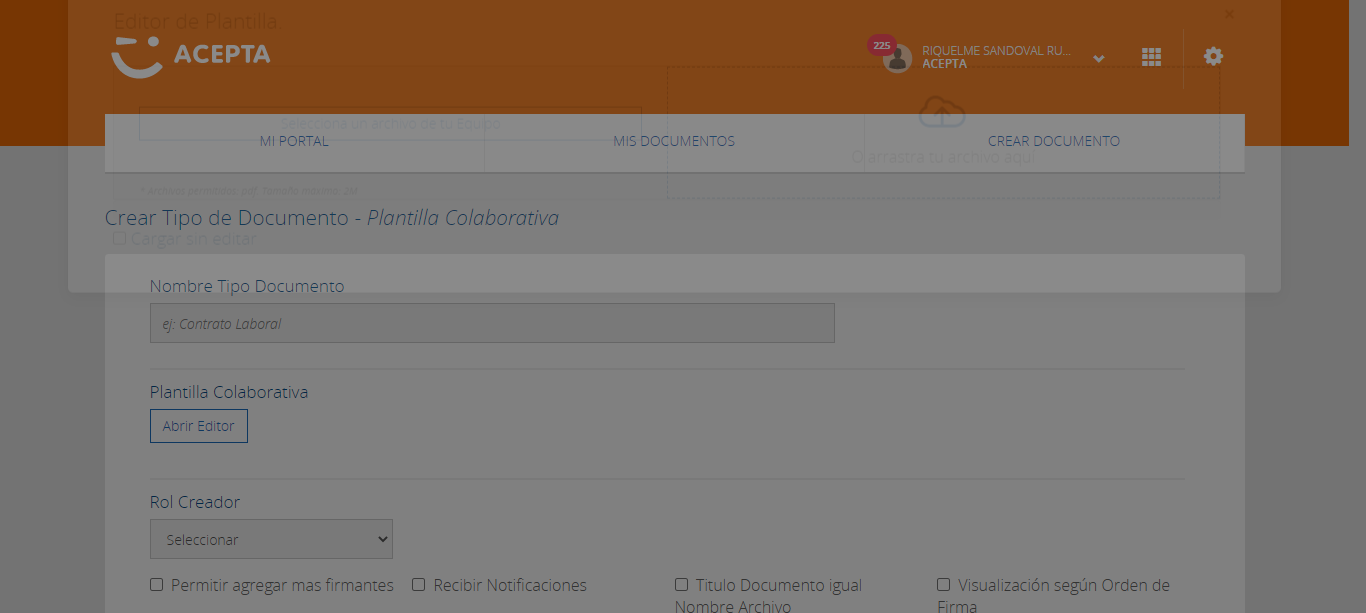 Editor de Plantilla.
×
ACEPTA
225
RIQUELME SANDOVAL RU...
ACEPTA
Selecciona un archivo de tu Equipo
MI PORTAL
MIS DOCUMENTOS
CREAR DOCUMENTO
O arrastra tu archivo aquí
* Archivos permitidos: pdf, Tamaño máximo 2M
Crear Tipo de Documento - Plantilla Colaborativa
Cargar sin editar
Nombre Tipo Documento
ej: Contrato Laboral
Plantilla Colaborativa
Abrir Editor
Rol Creador
Seleccionar
Permitir agregar mas firmantes
Recibir Notificaciones
Titulo Documento igual
Nombre Archivo
Visualización según Orden de
Firma